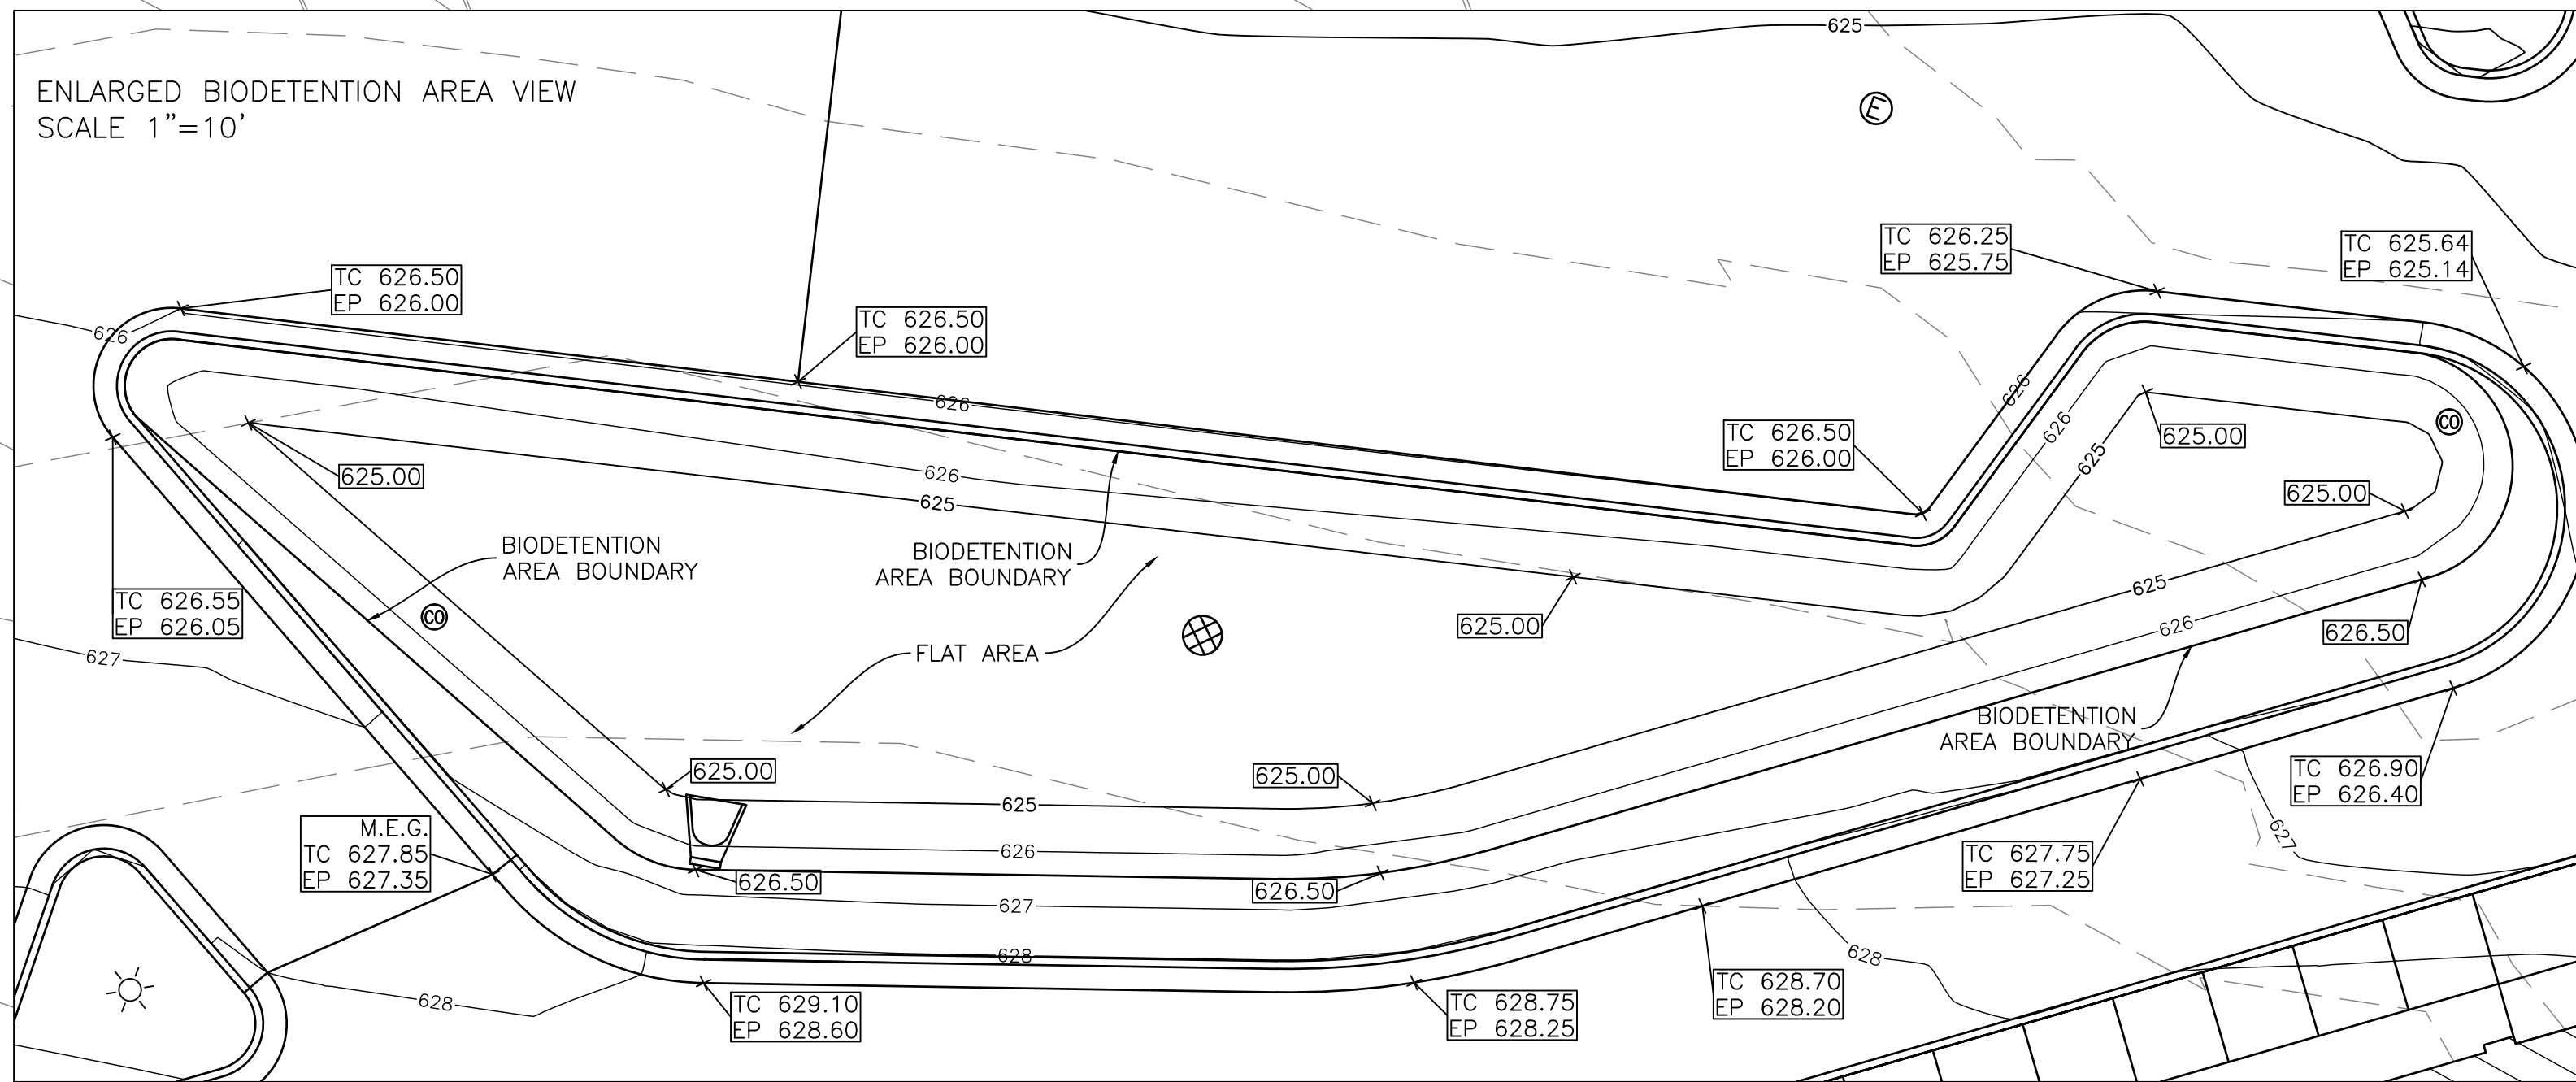 625
ENLARGED BIODETENTION AREA VIEW
SCALE 1"=10'
E
TC 626.25
EP 625.75
TC 625.64
EP 625.14
TC 626.50
EP 626.00
626
TC 626.50
EP 626.00
626
626
626
TC 626.50
EP 626.00
625
625.00
CO
625.00
626
625
625.00
BIODETENTION
AREA BOUNDARY
BIODETENTION
AREA BOUNDARY
625
626
625.00
626.50
TC 626.55
EP 626.05
CO
FLAT AREA
627
BIODETENTION
AREA BOUNDARY
625.00
625.00
625
TC 626.90
EP 626.40
M.E.G.
TC 627.85
EP 627.35
626
627
TC 627.75
EP 627.25
626.50
626.50
627
628
628
628
TC 629.10
EP 628.60
TC 628.75
EP 628.25
TC 628.70
EP 628.20